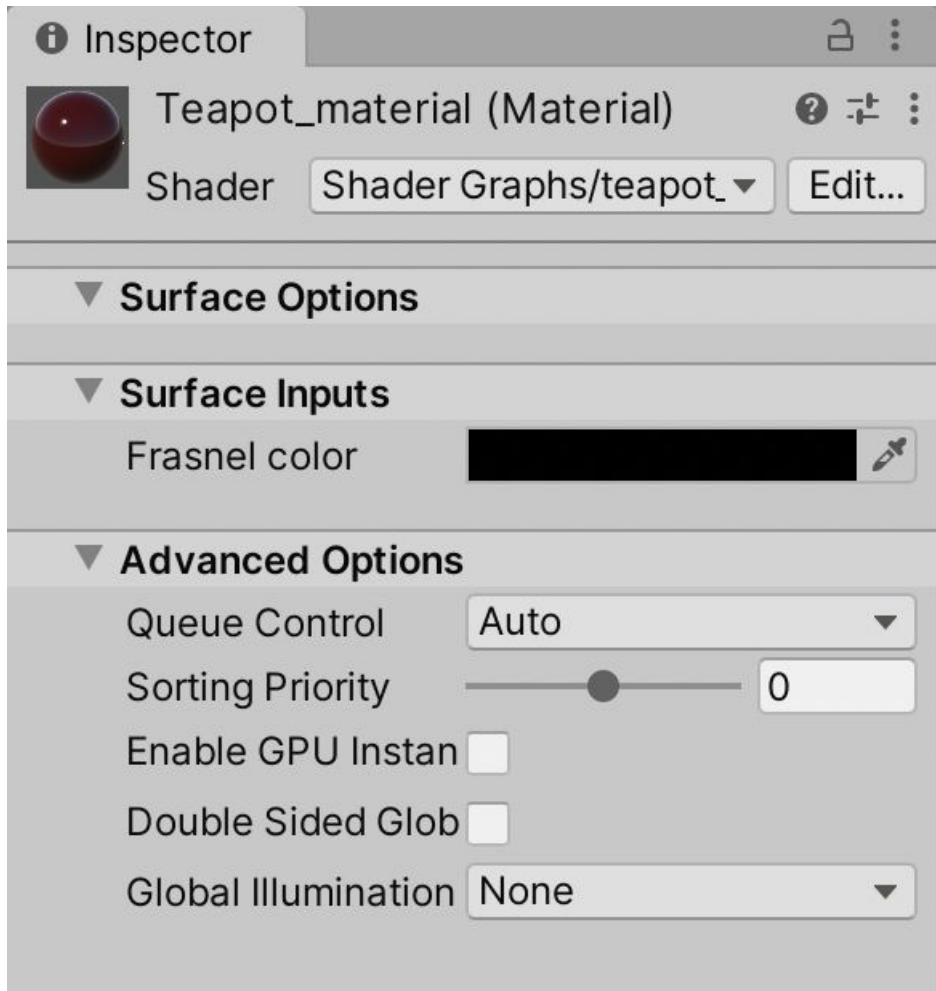 Inspector
Teapot_material (Material)
Shader Shader Graphs/teapot_ Edit...
Surface Options
Surface Inputs
Frasnel color
Advanced Options
Queue Control Auto
Sorting Priority 0
Enable GPU Instan
Double Sided Glob
Global Illumination None